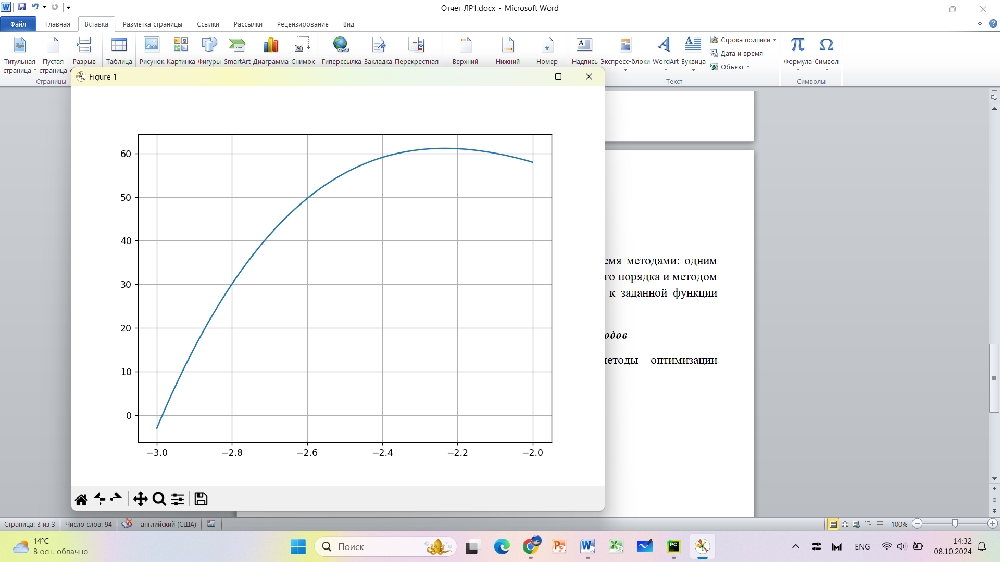 Отчёт ЛР1.docx - Microsoft Word
Файл Главная Вставка Разметка страницы Ссылки Рассылки Рецензирование Вид
Титульная страница
Пустая страница
Разрыв
Таблица
Рисунок
Картинка
Фигуры
SmartArt
Диаграмма
Снимок
Гиперссылка
Закладка
Перекрестная
Верхний
Нижний
Номер
Надпись
Экспресс-блоки
WordArt
Буквица
Строка подписи
Дата и время
Объект
Формула
Символ
Страницы
Текст
Символы
Figure 1
60
50
40
30
20
10
0
−3.0 −2.8 −2.6 −2.4 −2.2 −2.0
емя методами: одним
го порядка и методом
к заданной функции
одов
етоды оптимизации
Страница: 3 из 3 Число слов: 94 английский (США) 100%
14°C
В осн. облачно
Поиск
ENG
14:32
08.10.2024